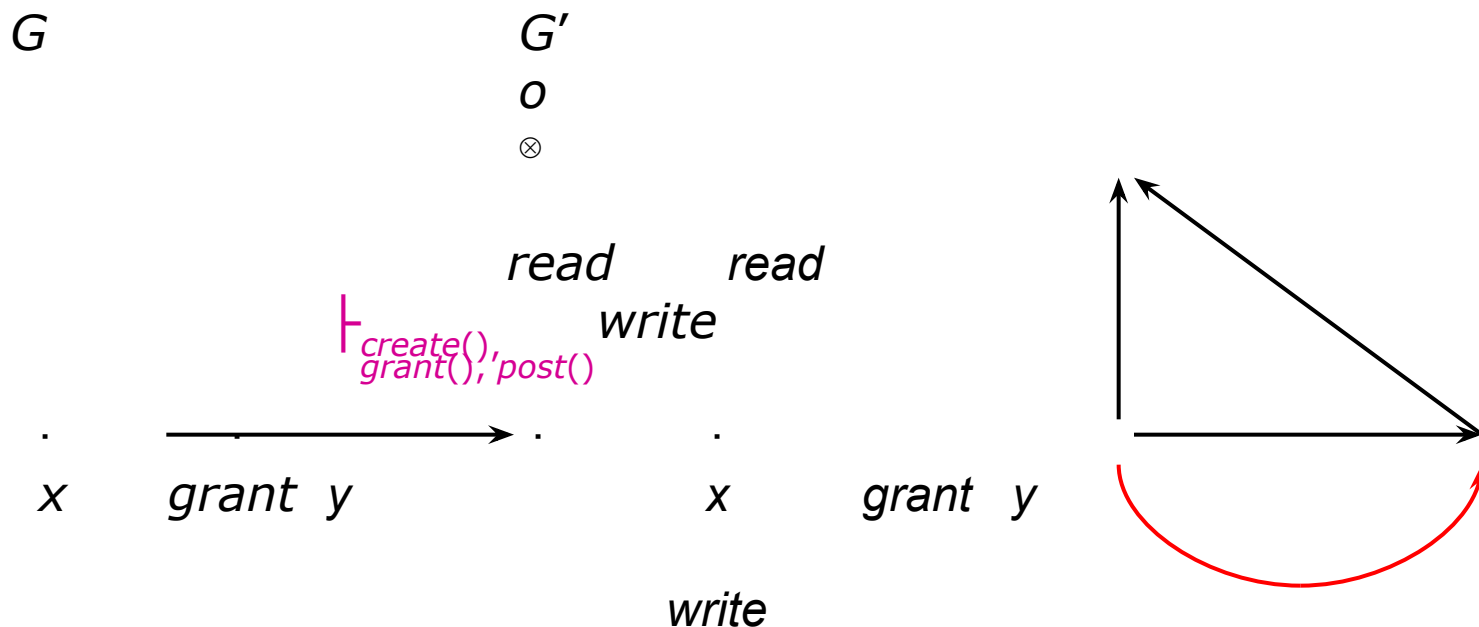 G G′
o
⊗
read read
write
create(),
grant(), post()
. . . .
x grant y x grant y
write